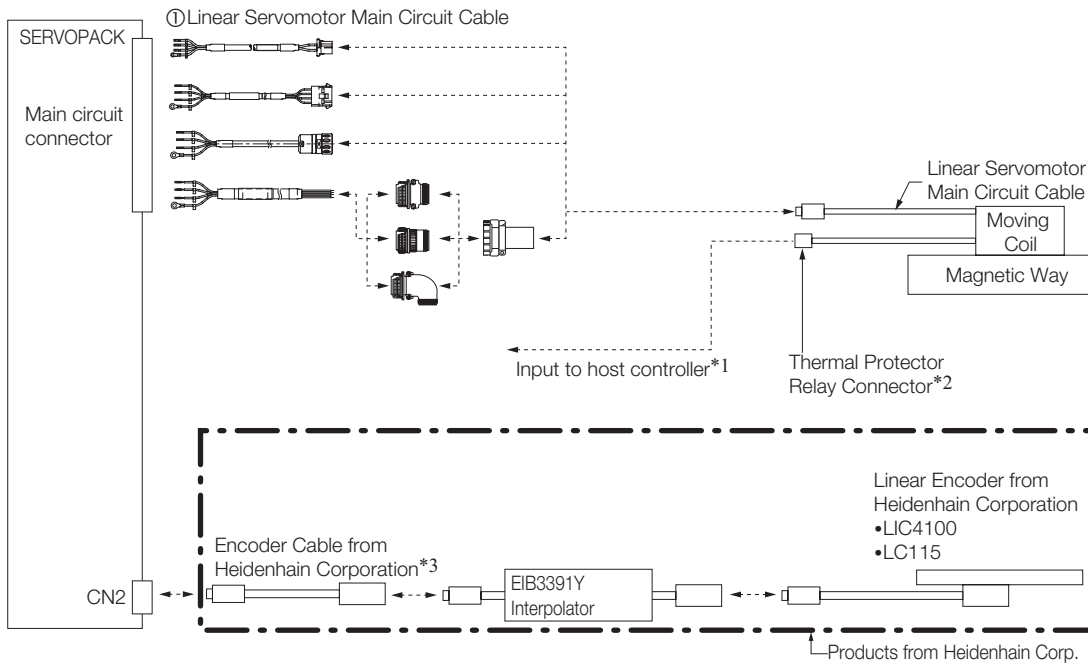 ①Linear Servomotor Main Circuit Cable
SERVOPACK
Main circuit
connector
Linear Servomotor
Main Circuit Cable
Moving
Coil
Magnetic Way
Input to host controller*1
Thermal Protector
Relay Connector*2
Linear Encoder from
Heidenhain Corporation
•LIC4100
•LC115
Encoder Cable from
Heidenhain Corporation*3
EIB3391Y
Interpolator
CN2
Products from Heidenhain Corp.